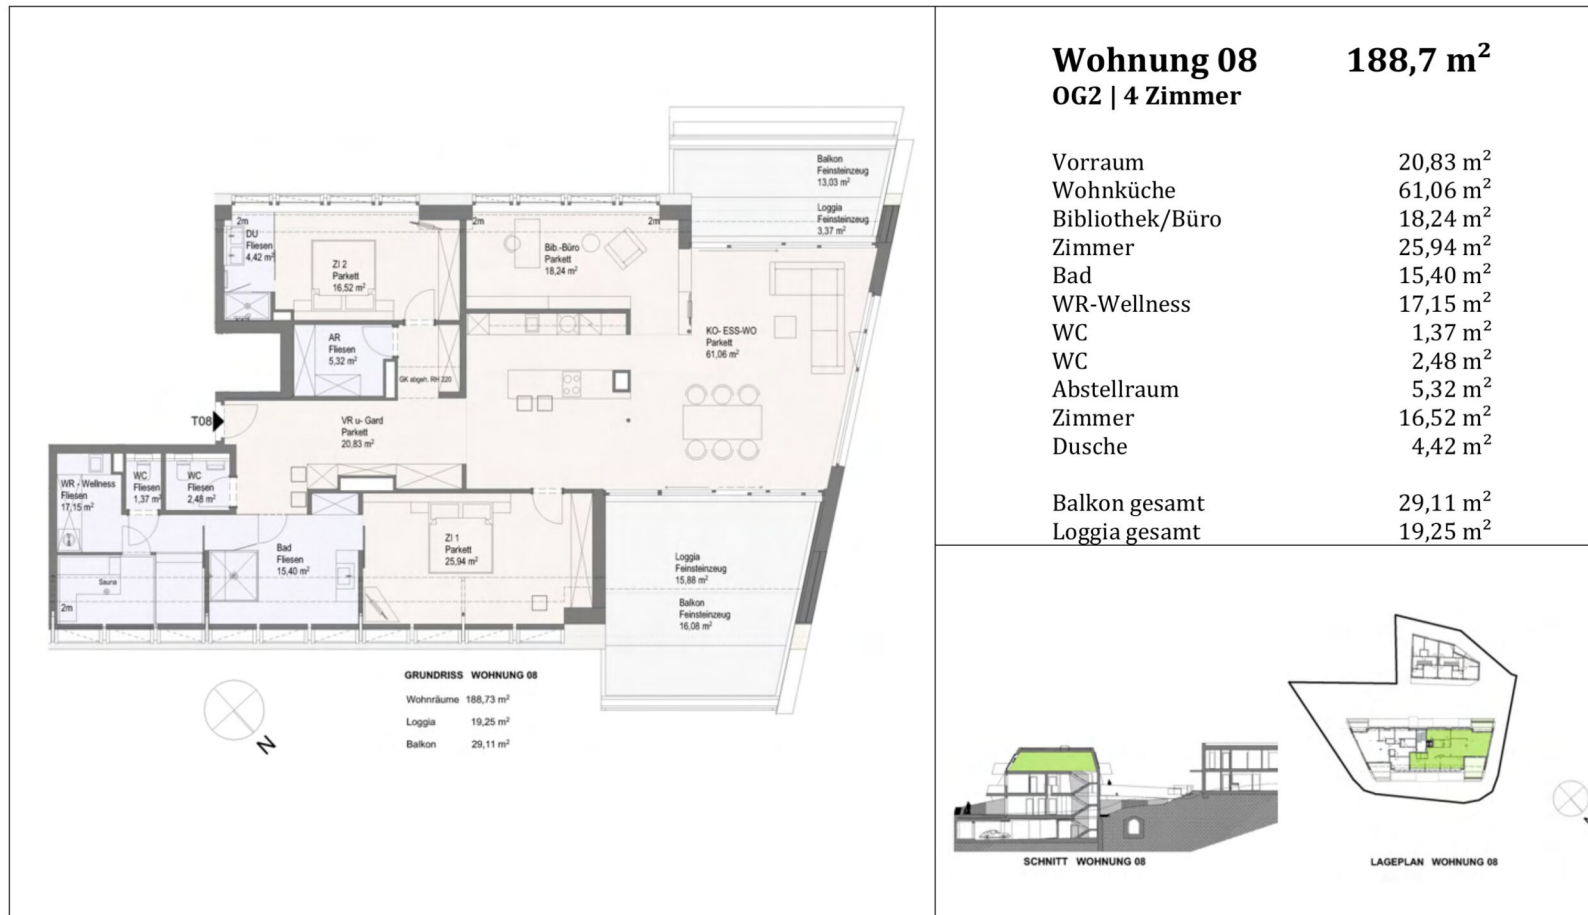 Balkon
Feinsteinzeug
13,03 m²
Loggia
Feinsteinzeug
3,37 m²
2m
2m
2m
DU
Fliesen
4,42 m²
ZI 2
Parkett
16,52 m²
Bib.-Büro
Parkett
18,24 m²
AR
Fliesen
5,32 m²
KO- ESS-WO
Parkett
61,06 m²
GK abgeh. RH 220
T08
VR u- Gard
Parkett
20,83 m²
WR - Wellness
Fliesen
17,15 m²
WC
Fliesen
1,37 m²
WC
Fliesen
2,48 m²
Bad
Fliesen
15,40 m²
ZI 1
Parkett
25,94 m²
Sauna
2m
Loggia
Feinsteinzeug
15,88 m²
Balkon
Feinsteinzeug
16,08 m²
GRUNDRISS WOHNUNG 08
Wohnräume 188,73 m²
Loggia 19,25 m²
Balkon 29,11 m²
N
Wohnung 08 188,7 m²
OG2 | 4 Zimmer
Vorraum 20,83 m²
Wohnküche 61,06 m²
Bibliothek/Büro 18,24 m²
Zimmer 25,94 m²
Bad 15,40 m²
WR-Wellness 17,15 m²
WC 1,37 m²
WC 2,48 m²
Abstellraum 5,32 m²
Zimmer 16,52 m²
Dusche 4,42 m²
Balkon gesamt 29,11 m²
Loggia gesamt 19,25 m²
SCHNITT WOHNUNG 08
LAGEPLAN WOHNUNG 08